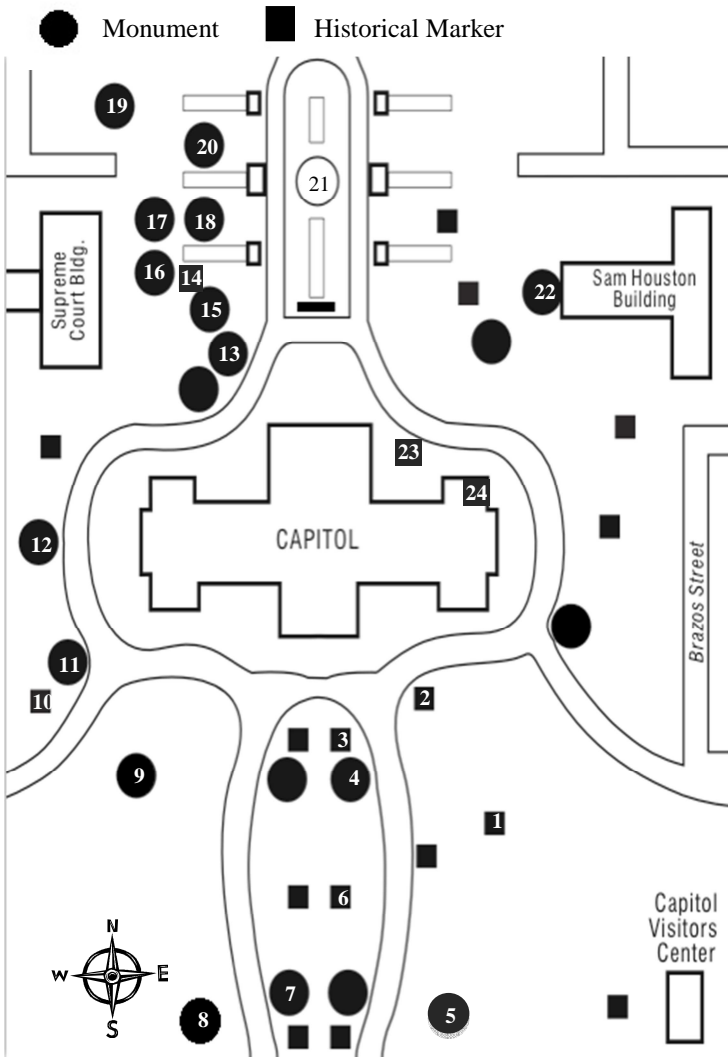 Monument
Historical Marker
19
20
21
17
18
16
14
15
13
Supreme
Court Bldg.
22
Sam Houston
Building
23
24
CAPITOL
12
11
10
Brazos Street
2
3
9
4
1
6
Capitol
Visitors
Center
N
W
E
S
7
8
5